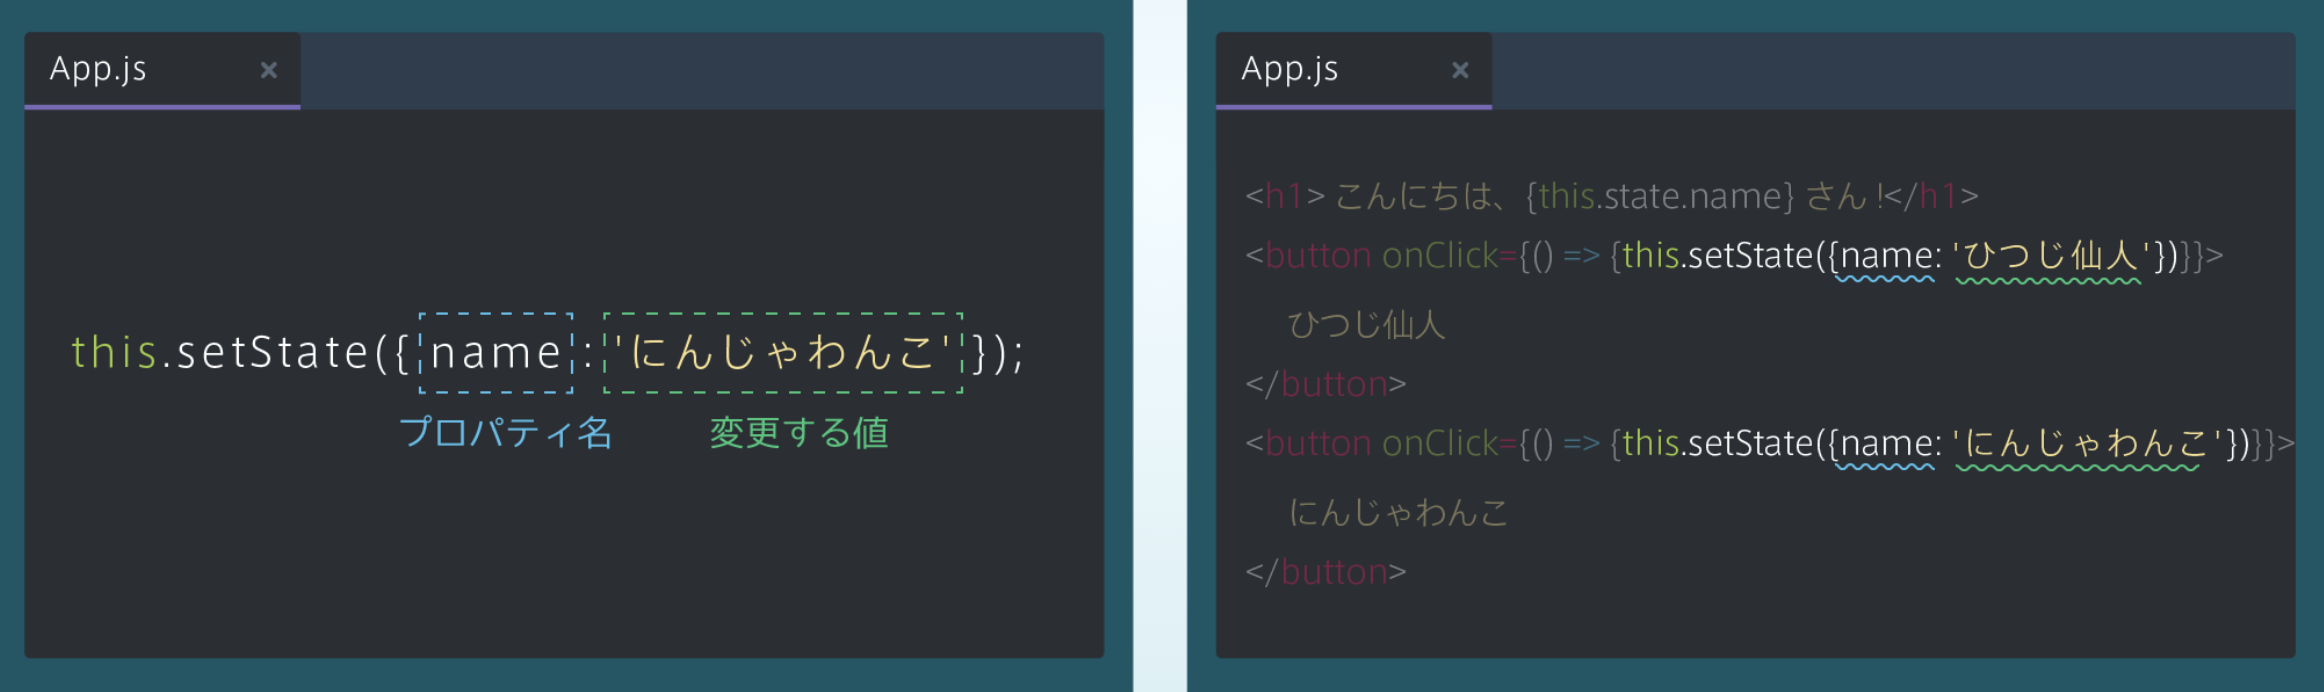 App.js ×
this.setState({name:'にんじゃわんこ'});
プロパティ名 変更する値
App.js ×
<h1> こんにちは、{this.state.name} さん !</h1>
<button onClick={() => {this.setState({name: 'ひつじ仙人'})}}>
ひつじ仙人
</button>
<button onClick={() => {this.setState({name: 'にんじゃわんこ'})}}>
にんじゃわんこ
</button>